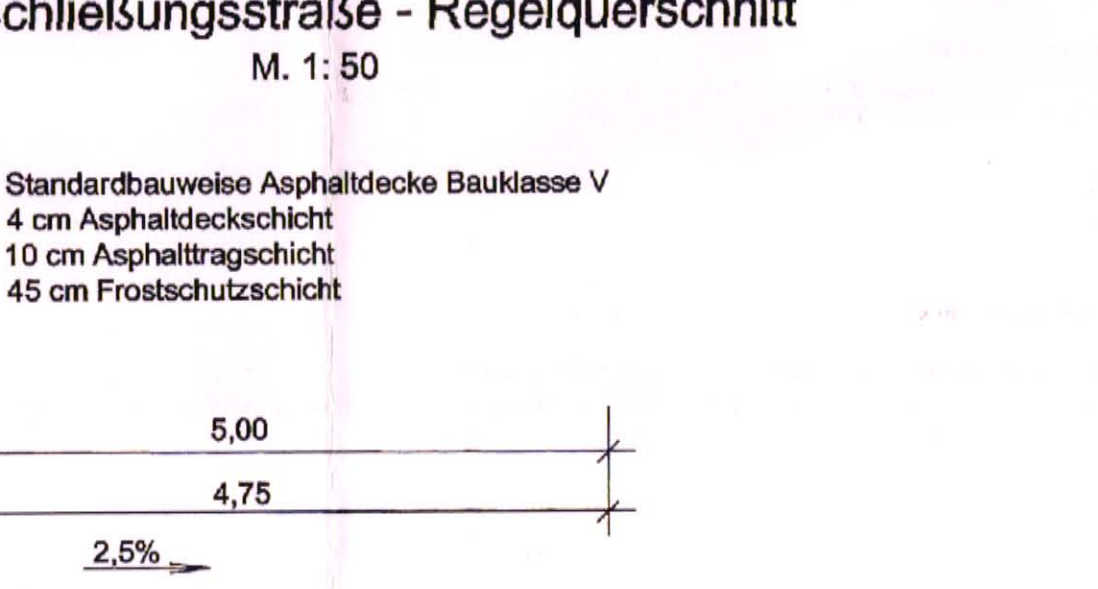 chließungsstraße - Regelquerschnitt
M. 1: 50
Standardbauweise Asphaltdecke Bauklasse V
4 cm Asphaltdeckschicht
10 cm Asphalttragschicht
45 cm Frostschutzschicht
5,00
4,75
2,5%